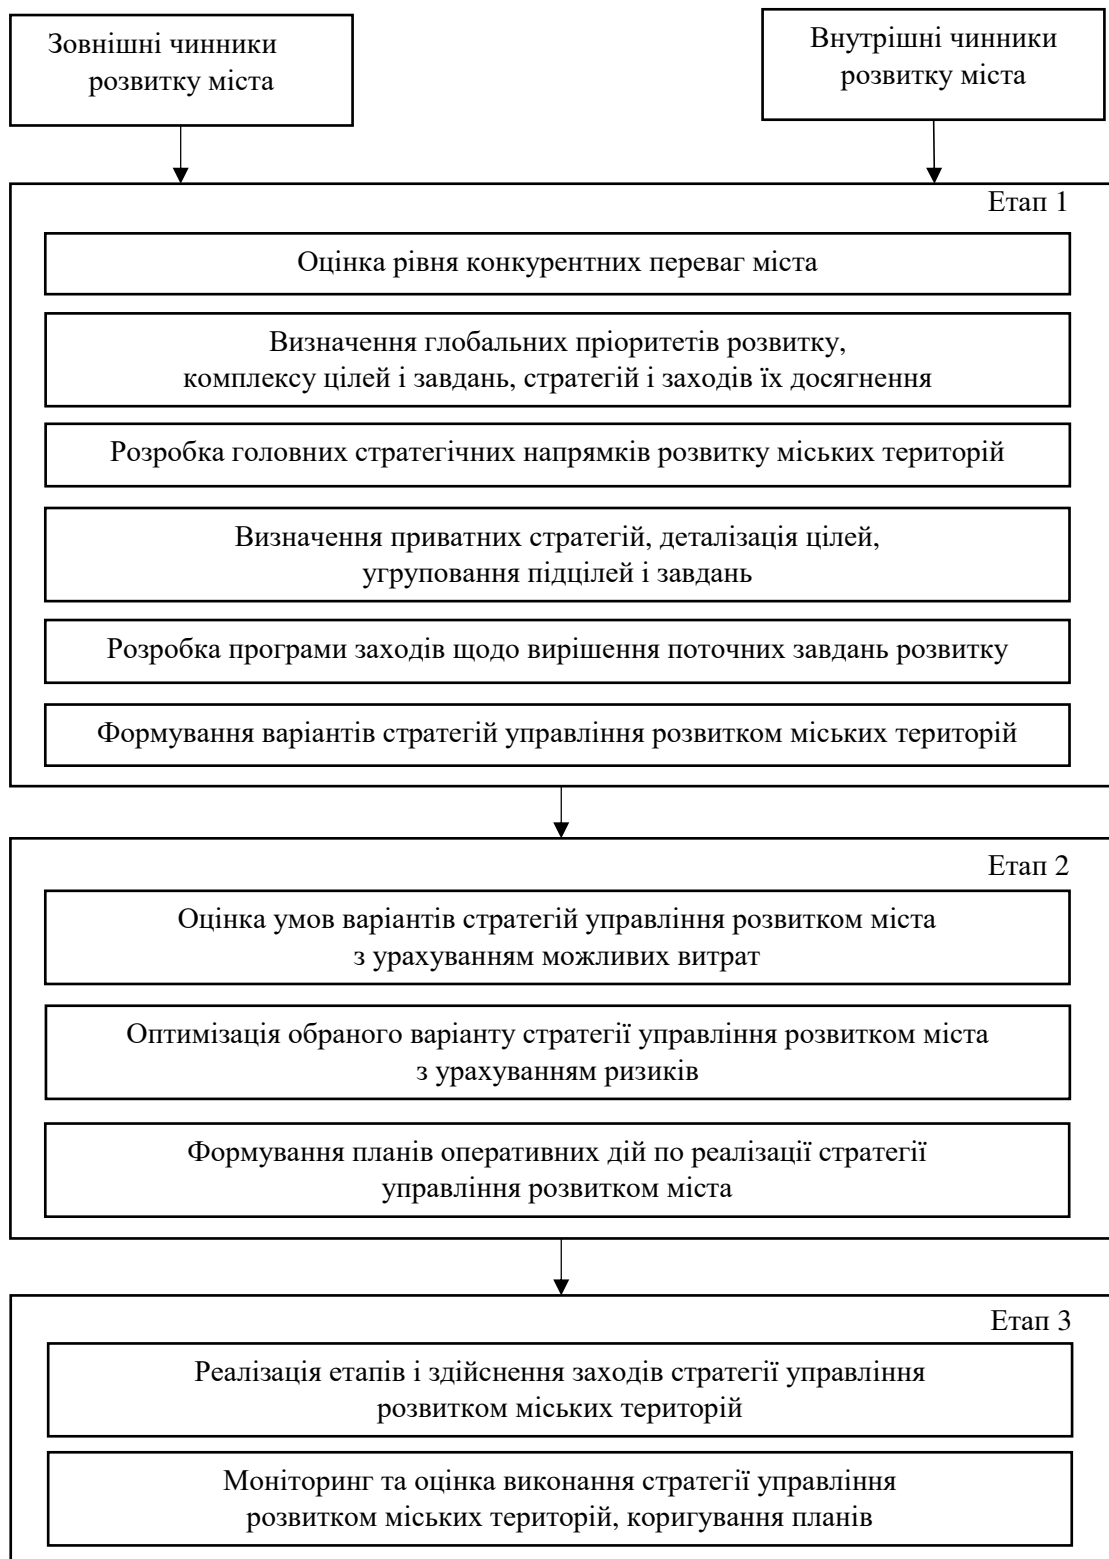 Зовнішні чинники
розвитку міста
Внутрішні чинники
розвитку міста
Етап 1
Оцінка рівня конкурентних переваг міста
Визначення глобальних пріоритетів розвитку,
комплексу цілей і завдань, стратегій і заходів їх досягнення
Розробка головних стратегічних напрямків розвитку міських територій
Визначення приватних стратегій, деталізація цілей,
угруповання підцілей і завдань
Розробка програми заходів щодо вирішення поточних завдань розвитку
Формування варіантів стратегій управління розвитком міських територій
Етап 2
Оцінка умов варіантів стратегій управління розвитком міста
з урахуванням можливих витрат
Оптимізація обраного варіанту стратегії управління розвитком міста
з урахуванням ризиків
Формування планів оперативних дій по реалізації стратегії
управління розвитком міста
Етап 3
Реалізація етапів і здійснення заходів стратегії управління
розвитком міських територій
Моніторинг та оцінка виконання стратегії управління
розвитком міських територій, коригування планів